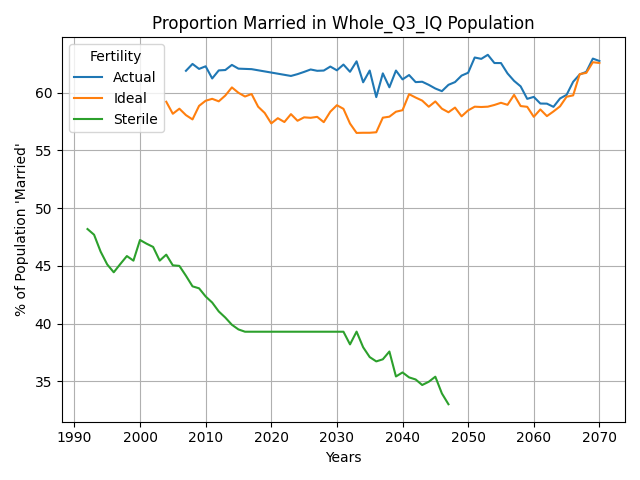 Proportion Married in Whole_Q3_IQ Population
Fertility
Actual
Ideal
Sterile
% of Population 'Married'
60
55
50
45
40
35
1990
2000
2010
2020
2030
2040
2050
2060
2070
Years